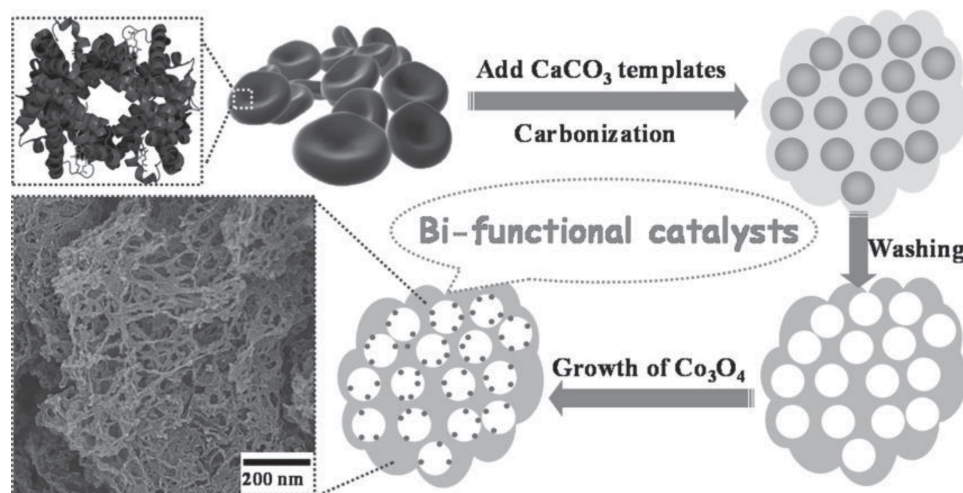 Add CaCO₃ templates
Carbonization
Bi-functional catalysts
Washing
Growth of Co₃O₄
200 nm